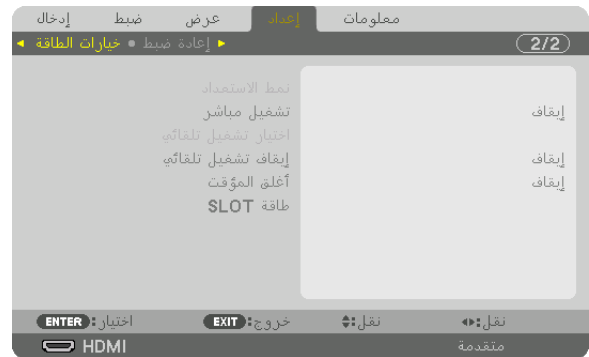 إدخال ضبط عرض إعداد معلومات
◄ خيارات الطاقة ● إعادة ضبط ► 2/2
نمط الاستعداد
تشغيل مباشر إيقاف
اختيار تشغيل تلقائي
إيقاف تشغيل تلقائي إيقاف
أغلق المؤقت إيقاف
طاقة SLOT
ENTER :اختيار EXIT :خروج نقل: نقل:
HDMI متقدمة